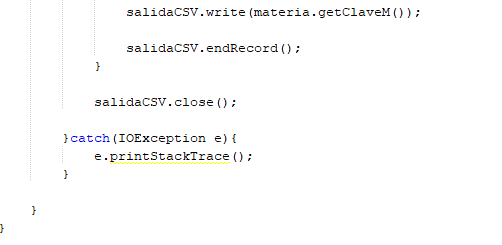 salidaCSV.write(materia.getClaveM());
salidaCSV.endRecord();
}
salidaCSV.close();
}catch(IOException e){
e.printStackTrace();
}
}
}